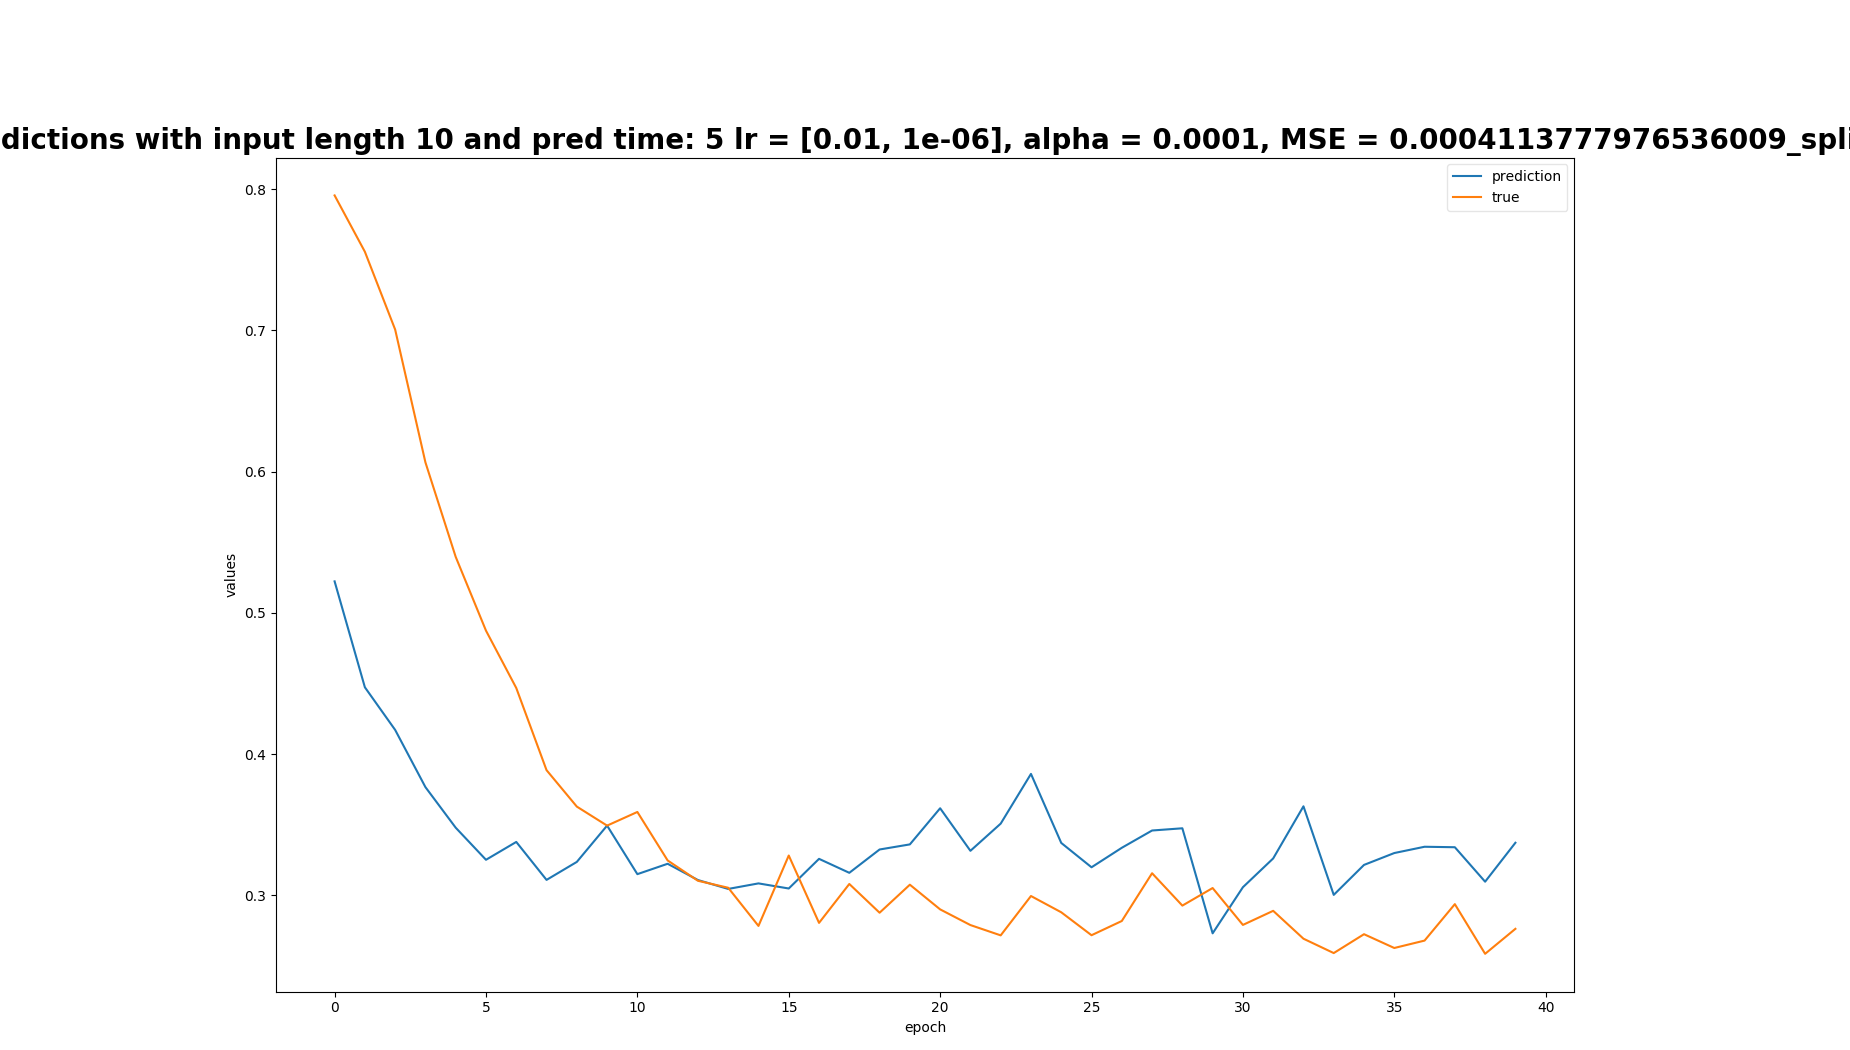 dictions with input length 10 and pred time: 5 lr = [0.01, 1e-06], alpha = 0.0001, MSE = 0.0004113777976536009_spli
prediction
true
0.8
0.7
0.6
0.5
0.4
0.3
values
0 5 10 15 20 25 30 35 40
epoch